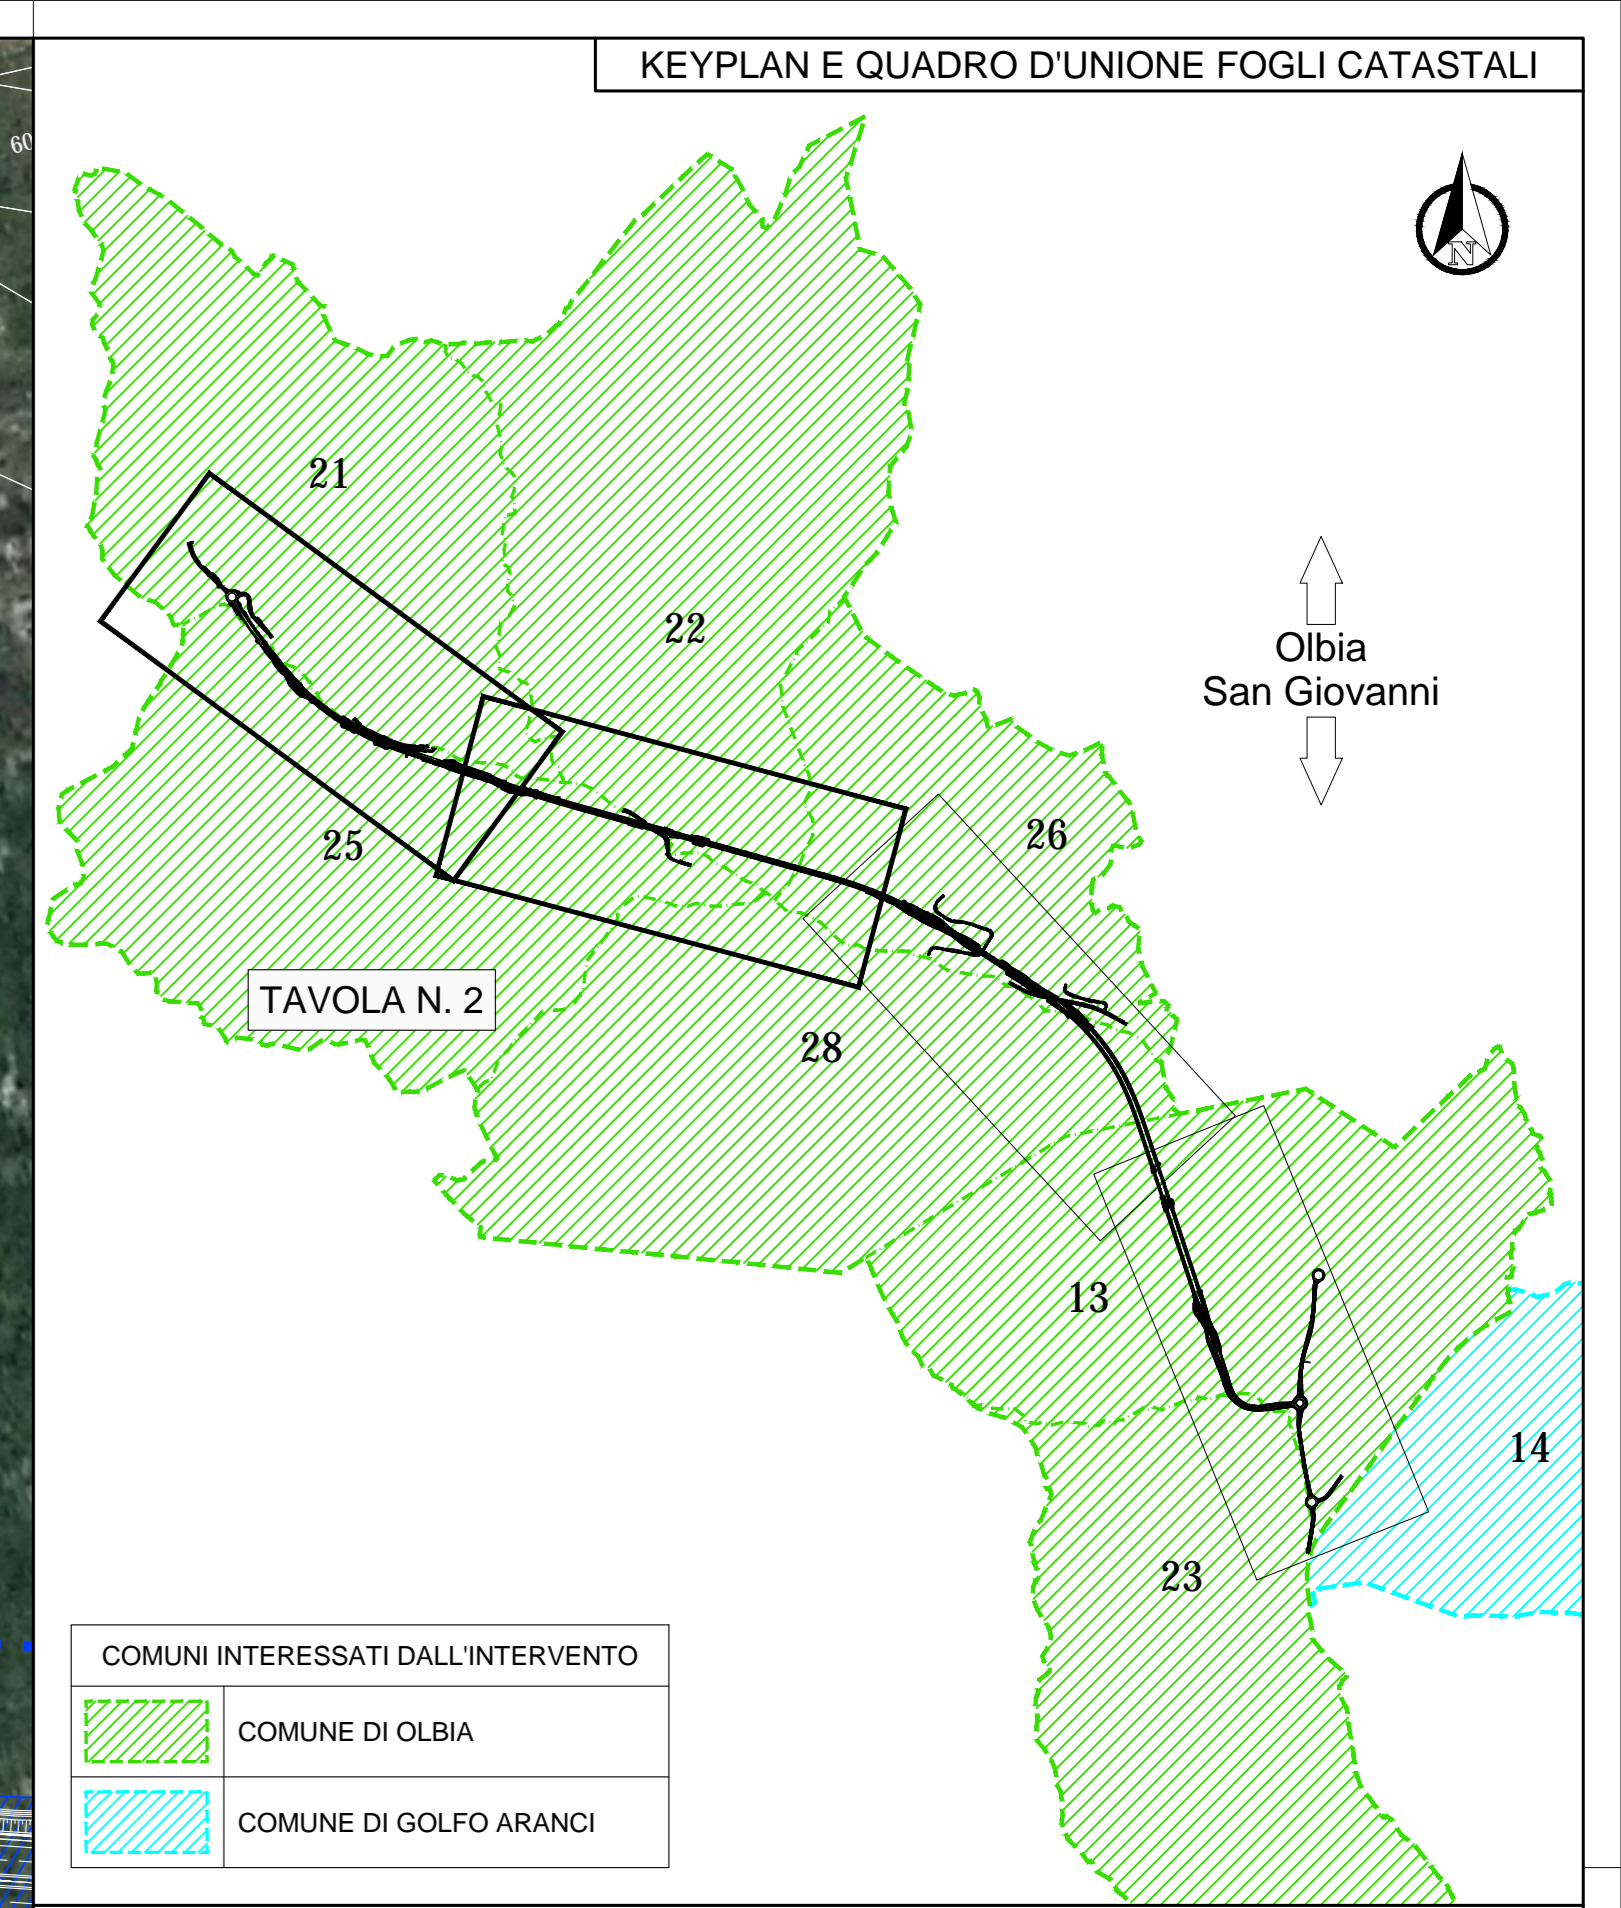 KEYPLAN E QUADRO D'UNIONE FOGLI CATASTALI
60
N
21
22
Olbia
San Giovanni
25
26
TAVOLA N. 2
28
13
14
23
COMUNI INTERESSATI DALL'INTERVENTO
COMUNE DI OLBIA
COMUNE DI GOLFO ARANCI